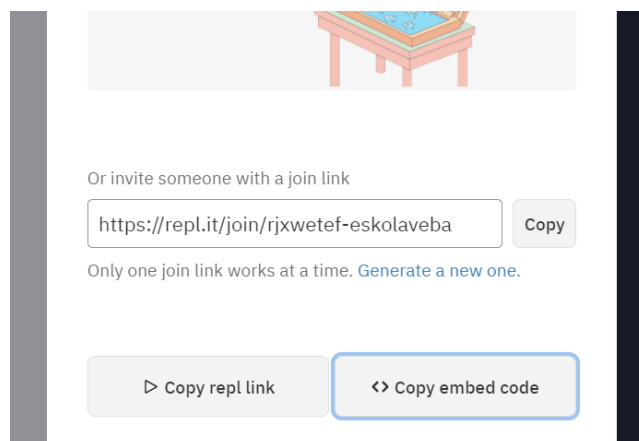 Or invite someone with a join link
https://repl.it/join/rjxwetef-eskolaveba
Copy
Only one join link works at a time. Generate a new one.
Copy repl link
<> Copy embed code